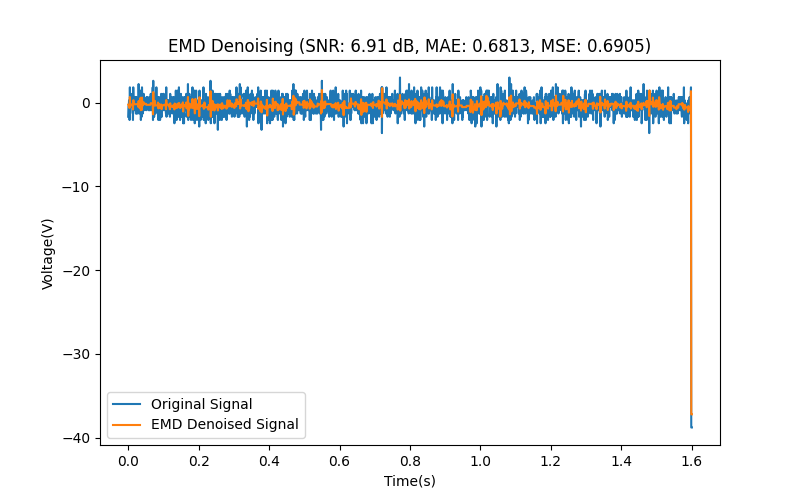 EMD Denoising (SNR: 6.91 dB, MAE: 0.6813, MSE: 0.6905)
0
−10
−20
−30
−40
Voltage(V)
Original Signal
EMD Denoised Signal
0.0 0.2 0.4 0.6 0.8 1.0 1.2 1.4 1.6
Time(s)